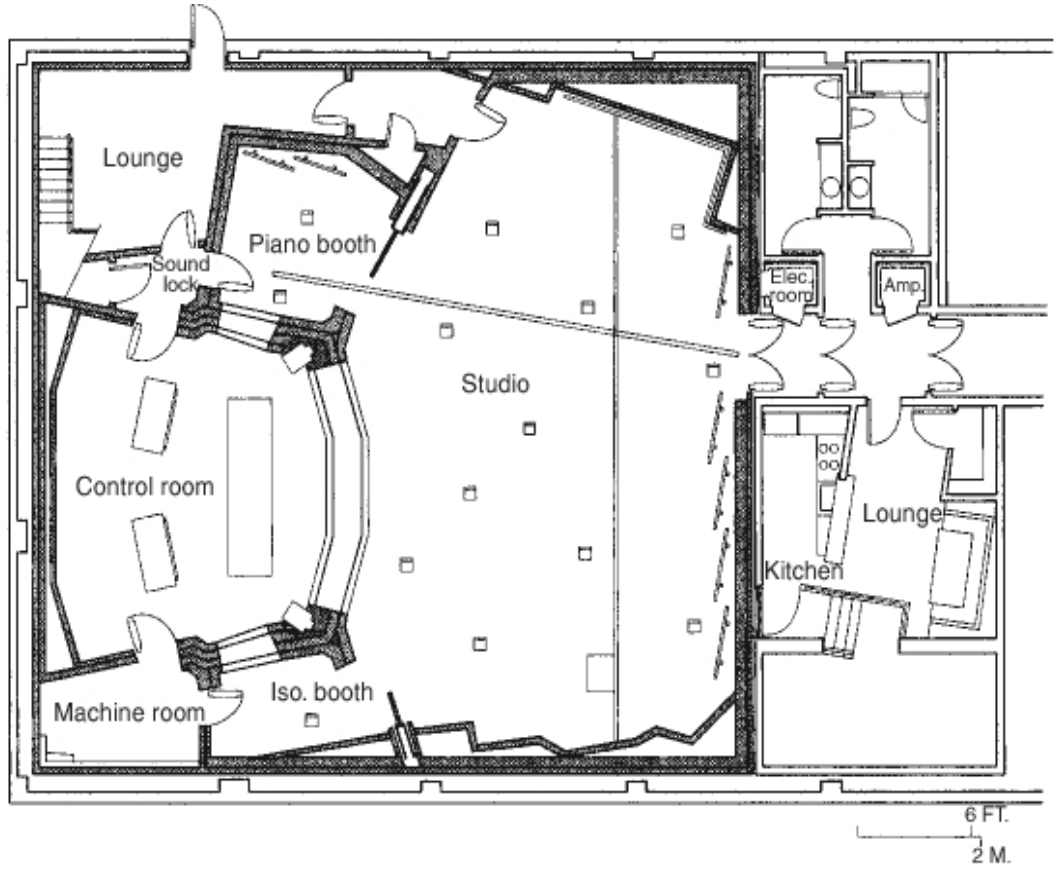 Lounge
Piano booth
Sound
lock
Elec.
room
Amp.
Studio
Control room
Lounge
Kitchen
Iso. booth
Machine room
6 FT.
2 M.